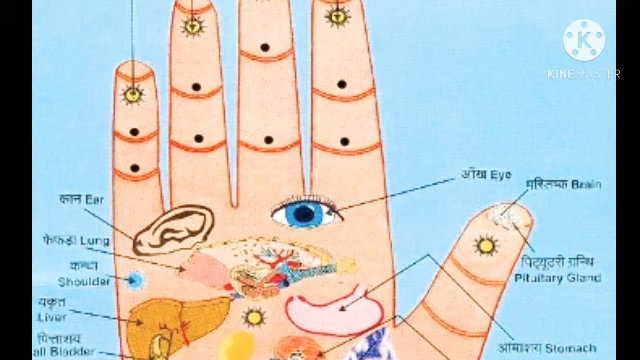 KINEMASTER
आँख Eye
मस्तिष्क Brain
कान Ear
फेफड़ा Lung
पिट्यूटरी ग्रन्थि
Pituitary Gland
कन्धा
Shoulder
यकृत
Liver
आमाशय Stomach
पित्ताशय
all Bladder